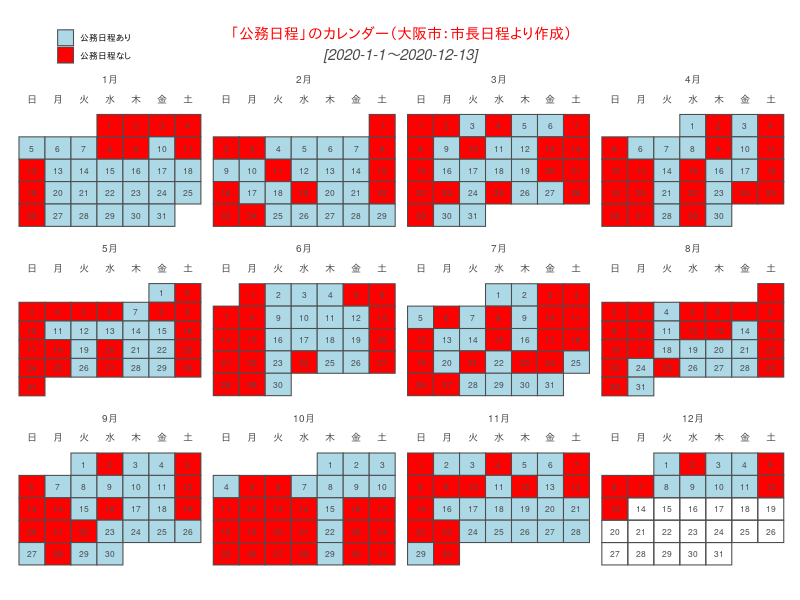 公務日程あり
公務日程なし
「公務日程」のカレンダー（大阪市：市長日程より作成）
[2020-1-1～2020-12-13]
1月
日 月 火 水 木 金 土
1 2 3 4
5 6 7 8 9 10 11
12 13 14 15 16 17 18
19 20 21 22 23 24 25
26 27 28 29 30 31
2月
日 月 火 水 木 金 土
1
2 3 4 5 6 7 8
9 10 11 12 13 14 15
16 17 18 19 20 21 22
23 24 25 26 27 28 29
3月
日 月 火 水 木 金 土
1 2 3 4 5 6 7
8 9 10 11 12 13 14
15 16 17 18 19 20 21
22 23 24 25 26 27 28
29 30 31
4月
日 月 火 水 木 金 土
1 2 3 4
5 6 7 8 9 10 11
12 13 14 15 16 17 18
19 20 21 22 23 24 25
26 27 28 29 30
5月
日 月 火 水 木 金 土
1 2
3 4 5 6 7 8 9
10 11 12 13 14 15 16
17 18 19 20 21 22 23
24 25 26 27 28 29 30
31
6月
日 月 火 水 木 金 土
1 2 3 4 5 6
7 8 9 10 11 12 13
14 15 16 17 18 19 20
21 22 23 24 25 26 27
28 29 30
7月
日 月 火 水 木 金 土
1 2 3 4
5 6 7 8 9 10 11
12 13 14 15 16 17 18
19 20 21 22 23 24 25
26 27 28 29 30 31
8月
日 月 火 水 木 金 土
1
2 3 4 5 6 7 8
9 10 11 12 13 14 15
16 17 18 19 20 21 22
23 24 25 26 27 28 29
30 31
9月
日 月 火 水 木 金 土
1 2 3 4 5
6 7 8 9 10 11 12
13 14 15 16 17 18 19
20 21 22 23 24 25 26
27 28 29 30
10月
日 月 火 水 木 金 土
1 2 3
4 5 6 7 8 9 10
11 12 13 14 15 16 17
18 19 20 21 22 23 24
25 26 27 28 29 30 31
11月
日 月 火 水 木 金 土
1 2 3 4 5 6 7
8 9 10 11 12 13 14
15 16 17 18 19 20 21
22 23 24 25 26 27 28
29 30
12月
日 月 火 水 木 金 土
1 2 3 4 5
6 7 8 9 10 11 12
13 14 15 16 17 18 19
20 21 22 23 24 25 26
27 28 29 30 31